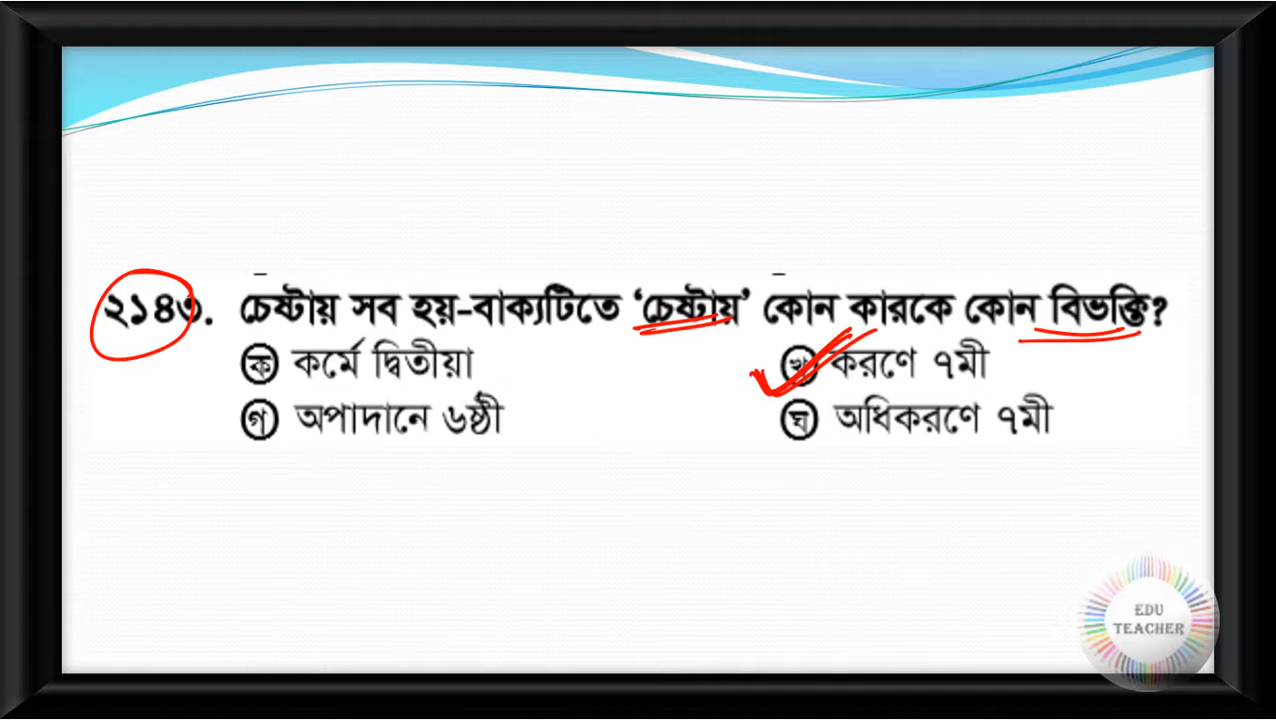 ২১৪৩. চেষ্টায় সব হয়-বাক্যটিতে ‘চেষ্টায়’ কোন কারকে কোন বিভক্তি?
ক কর্মে দ্বিতীয়া খ করণে ৭মী
গ অপাদানে ৬ষ্ঠী ঘ অধিকরণে ৭মী
EDU
TEACHER